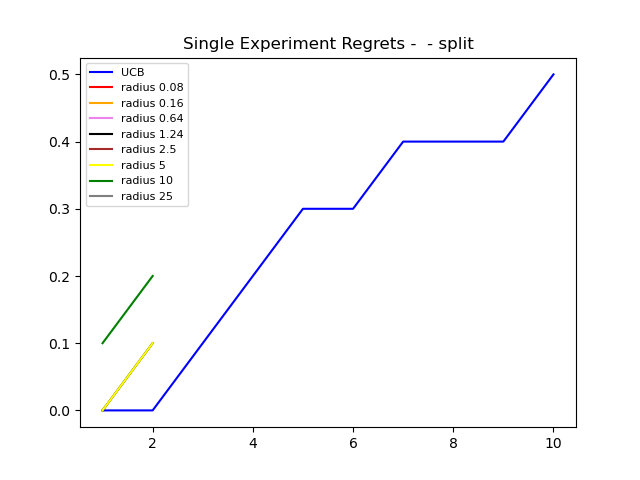 Single Experiment Regrets -  - split
UCB
radius 0.08
radius 0.16
radius 0.64
radius 1.24
radius 2.5
radius 5
radius 10
radius 25
0.5
0.4
0.3
0.2
0.1
0.0
2 4 6 8 10